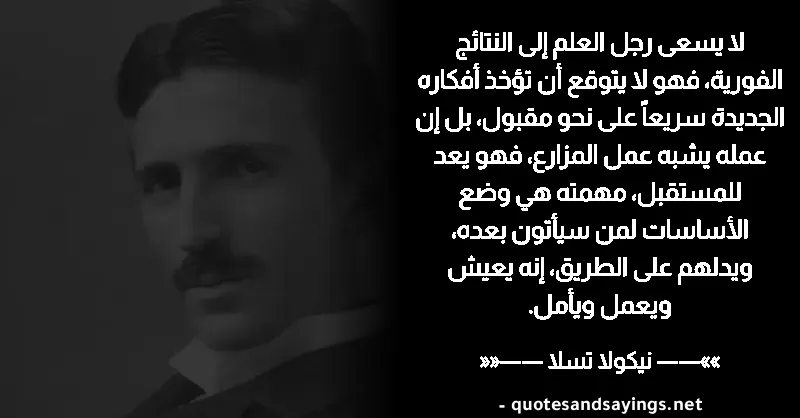 لا يسعى رجل العلم إلى النتائج
الفورية، فهو لا يتوقع أن تؤخذ أفكاره
الجديدة سريعاً على نحو مقبول، بل إن
عمله يشبه عمل المزارع، فهو يعد
للمستقبل، مهمته هي وضع
الأساسات لمن سيأتون بعده،
ويدلهم على الطريق، إنه يعيش
ويعمل ويأمل.
»»—— نيكولا تسلا ——««
- quotesandsayings.net